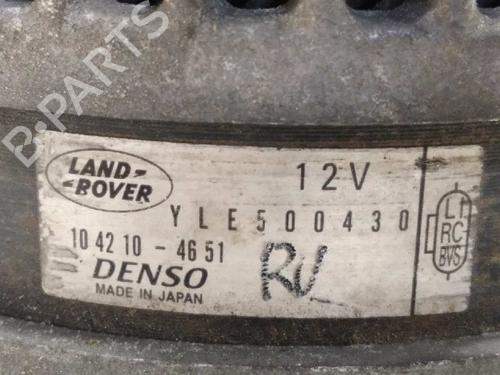 B-PARTS
LAND-
-ROVER
12V
YLE500430
104210-4651
DENSO
MADE IN JAPAN
RV
LI
RC
BVS